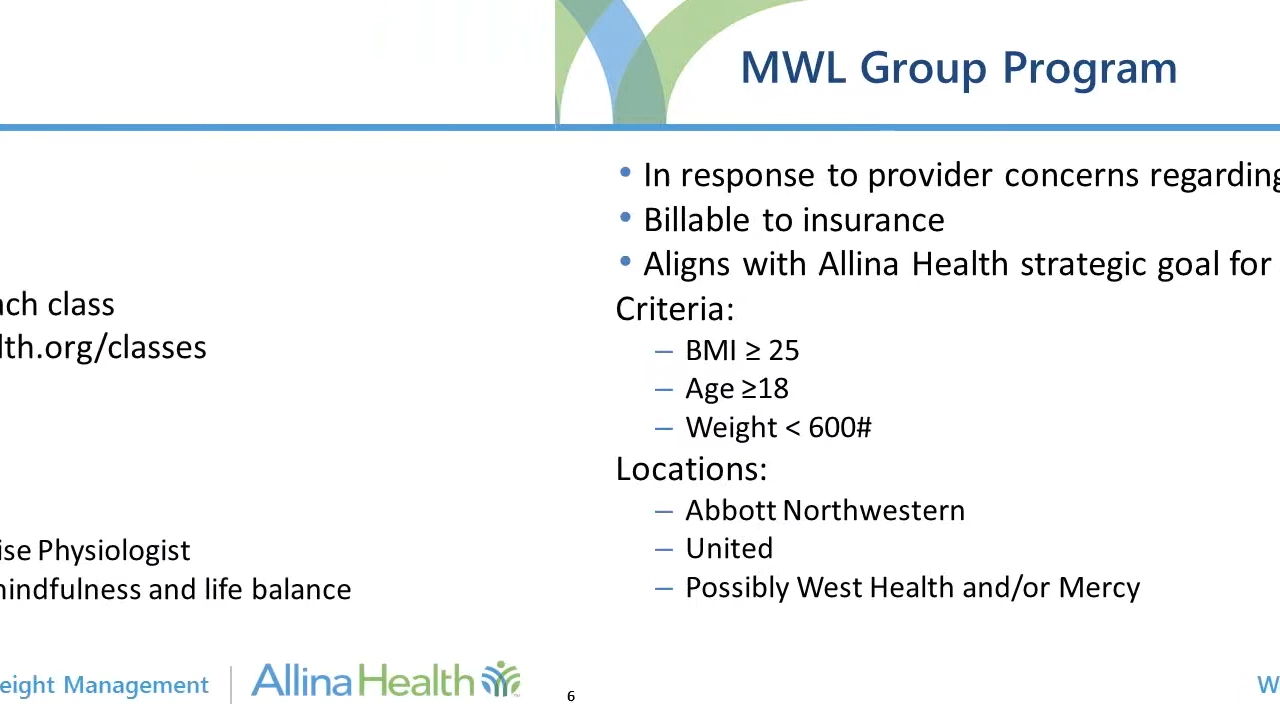 ach class
lth.org/classes
ise Physiologist
mindfulness and life balance
eight Management
Allina Health
6
MWL Group Program
• In response to provider concerns regarding
• Billable to insurance
• Aligns with Allina Health strategic goal for
Criteria:
– BMI ≥ 25
– Age ≥18
– Weight < 600#
Locations:
– Abbott Northwestern
– United
– Possibly West Health and/or Mercy
W